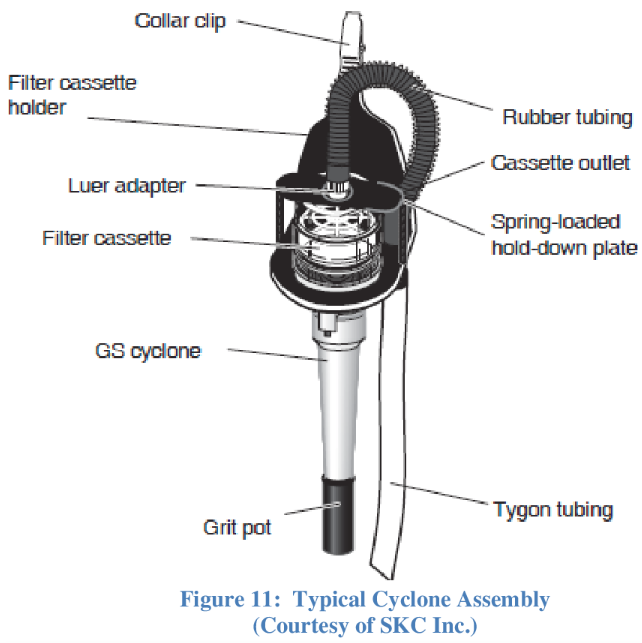 Collar clip
Filter cassette
holder
Rubber tubing
Cassette outlet
Luer adapter
Spring-loaded
hold-down plate
Filter cassette
GS cyclone
Tygon tubing
Grit pot
Figure 11:  Typical Cyclone Assembly
(Courtesy of SKC Inc.)